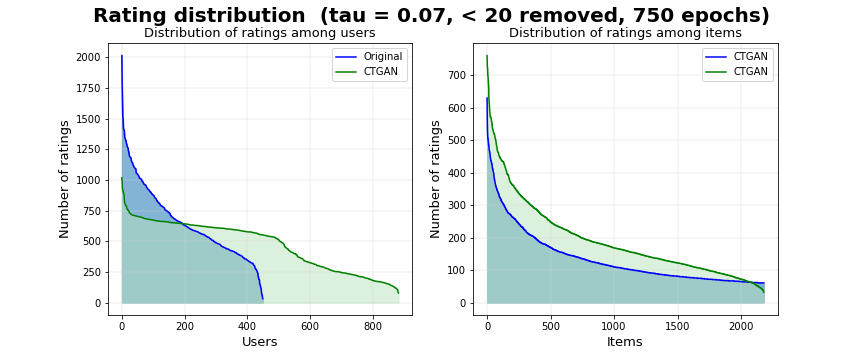 Rating distribution (tau = 0.07, < 20 removed, 750 epochs)
Distribution of ratings among users
Number of ratings
2000
1750
1500
1250
1000
750
500
250
0
Original
CTGAN
0 200 400 600 800
Users
Distribution of ratings among items
Number of ratings
700
600
500
400
300
200
100
0
CTGAN
CTGAN
0 500 1000 1500 2000
Items